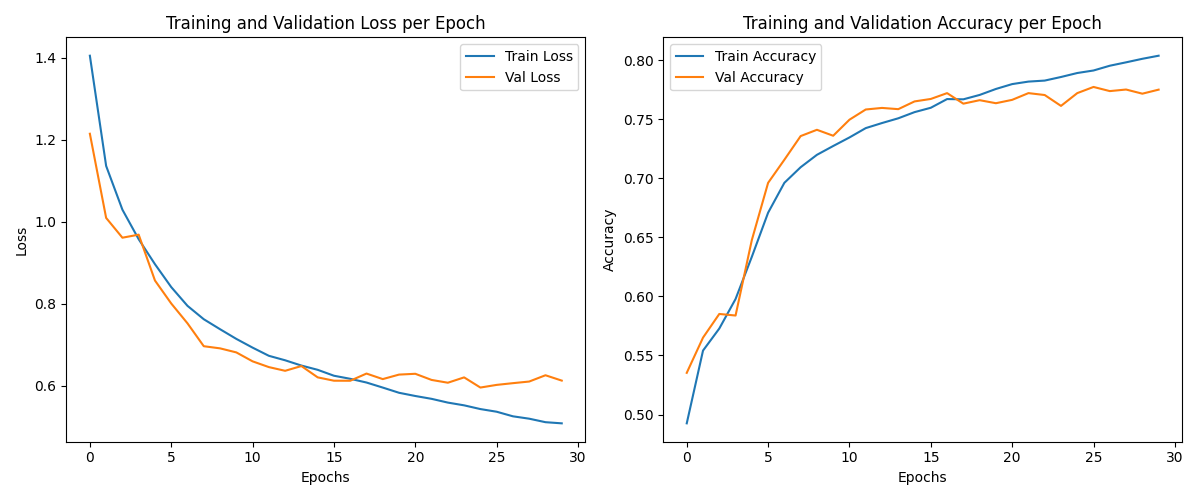 Training and Validation Loss per Epoch
1.4
1.2
1.0
0.8
0.6
Loss
Train Loss
Val Loss
0 5 10 15 20 25 30
Epochs
Training and Validation Accuracy per Epoch
0.80
0.75
0.70
0.65
0.60
0.55
0.50
Accuracy
Train Accuracy
Val Accuracy
0 5 10 15 20 25 30
Epochs